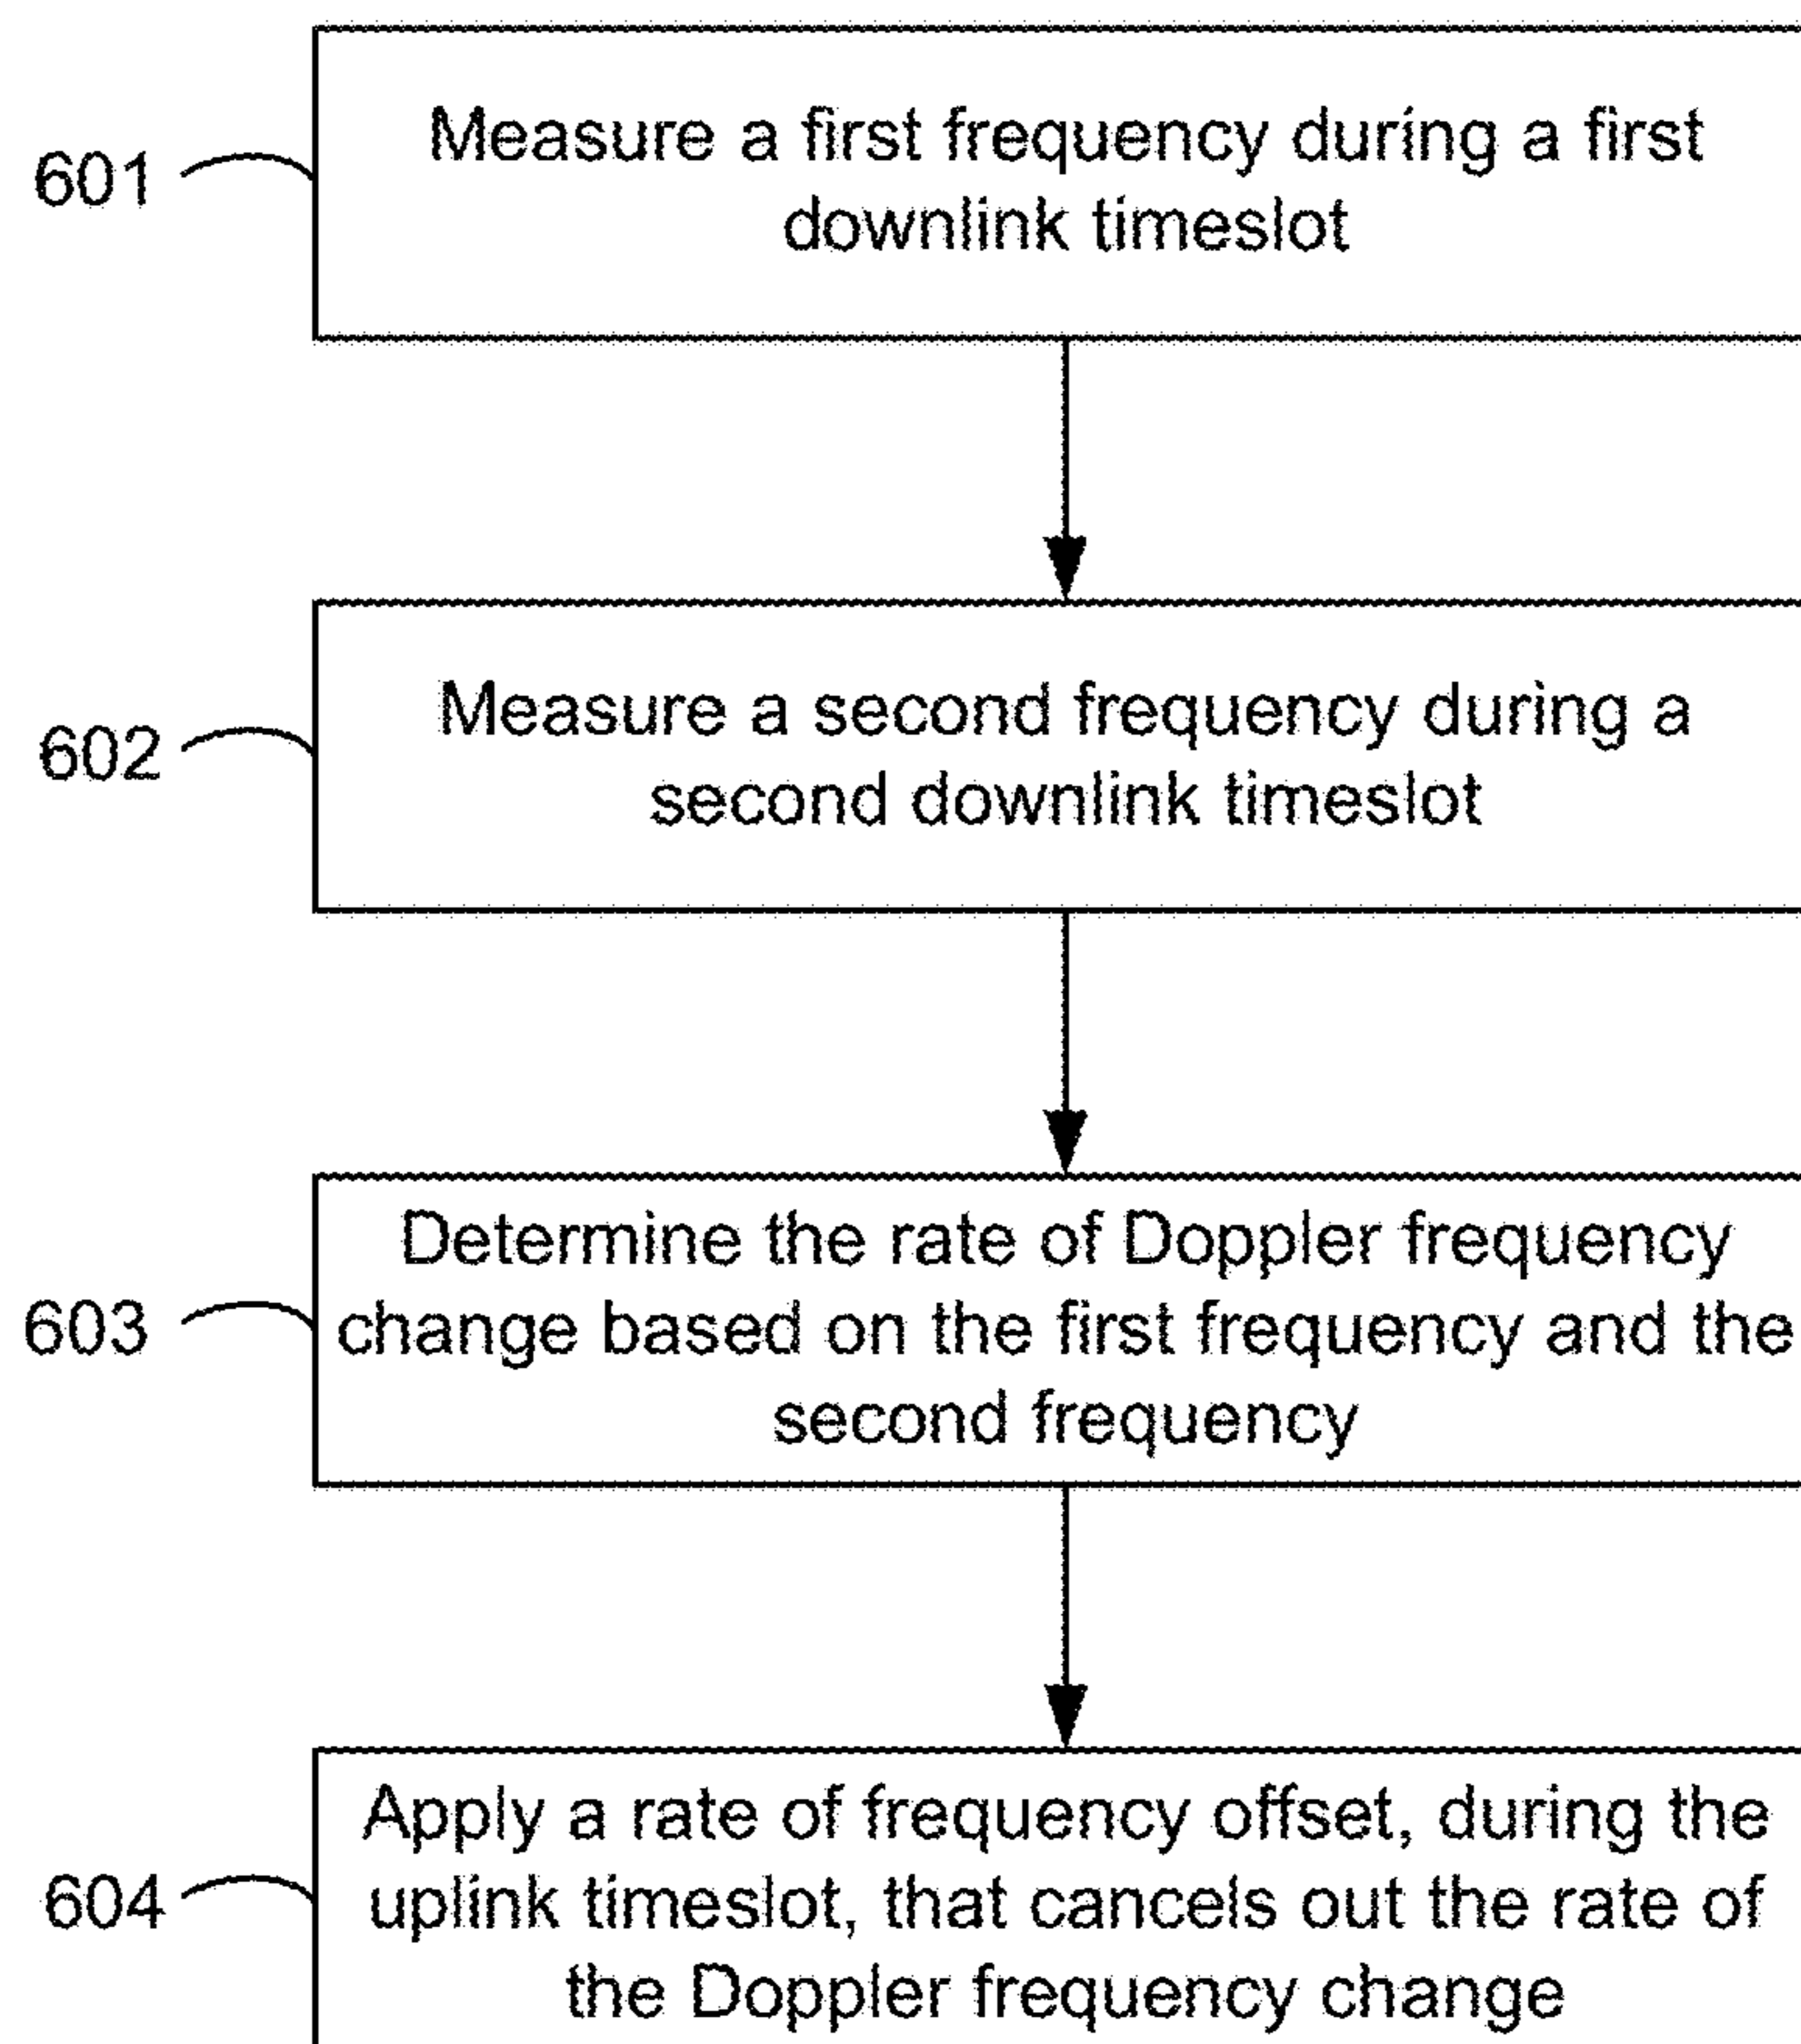 601
Measure a first frequency during a first
downlink timeslot
602
Measure a second frequency during a
second downlink timeslot
603
Determine the rate of Doppler frequency
change based on the first frequency and the
second frequency
604
Apply a rate of frequency offset, during the
uplink timeslot, that cancels out the rate of
the Doppler frequency change